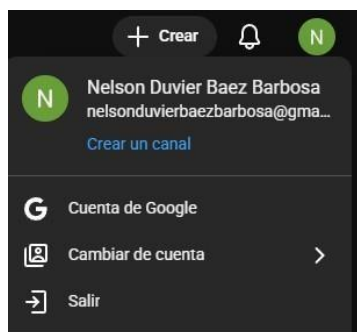 + Crear
N
N
Nelson Duvier Baez Barbosa
nelsonduvierbaezbarbosa@gma...
Crear un canal
G Cuenta de Google
Cambiar de cuenta
Salir